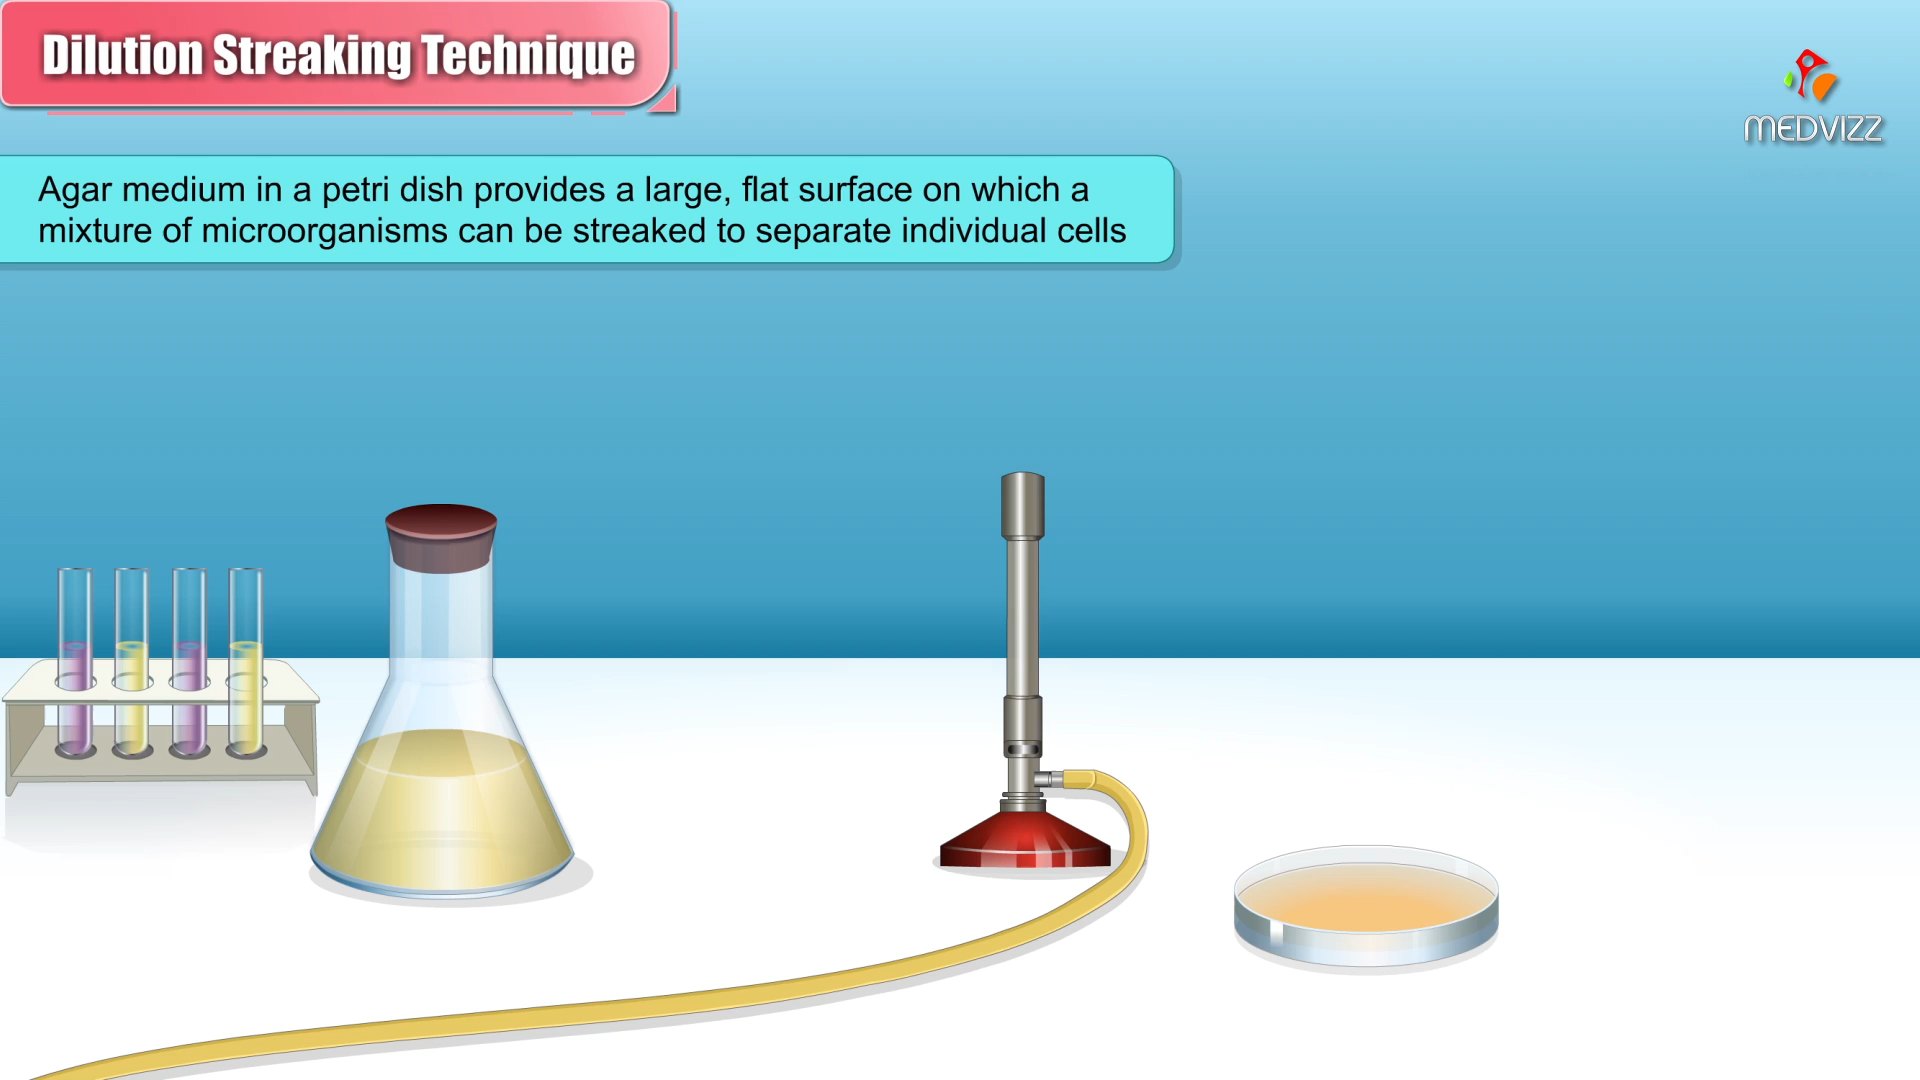 Dilution Streaking Technique
MEDVIZZ
Agar medium in a petri dish provides a large, flat surface on which a
mixture of microorganisms can be streaked to separate individual cells